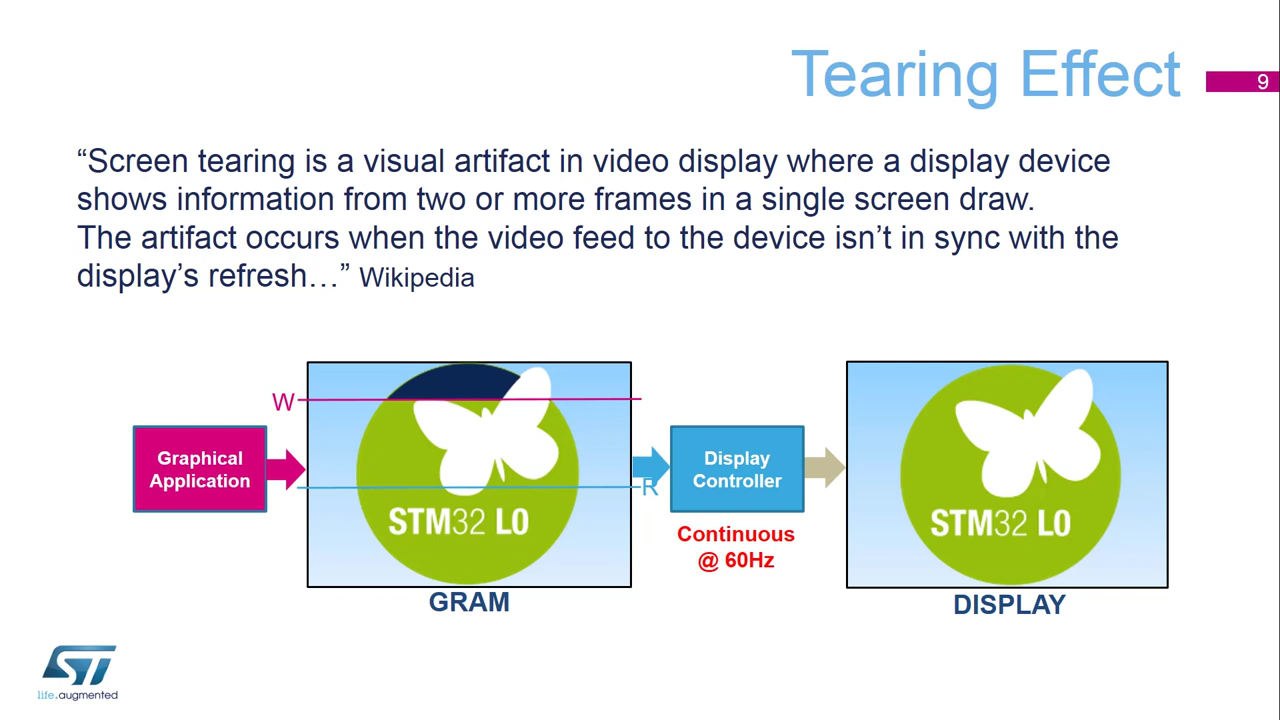 Tearing Effect
9
“Screen tearing is a visual artifact in video display where a display device
shows information from two or more frames in a single screen draw.
The artifact occurs when the video feed to the device isn’t in sync with the
display’s refresh…” Wikipedia
W
Graphical
Application
STM32 L0
GRAM
R
Display
Controller
Continuous
@ 60Hz
STM32 L0
DISPLAY
ST
life.augmented